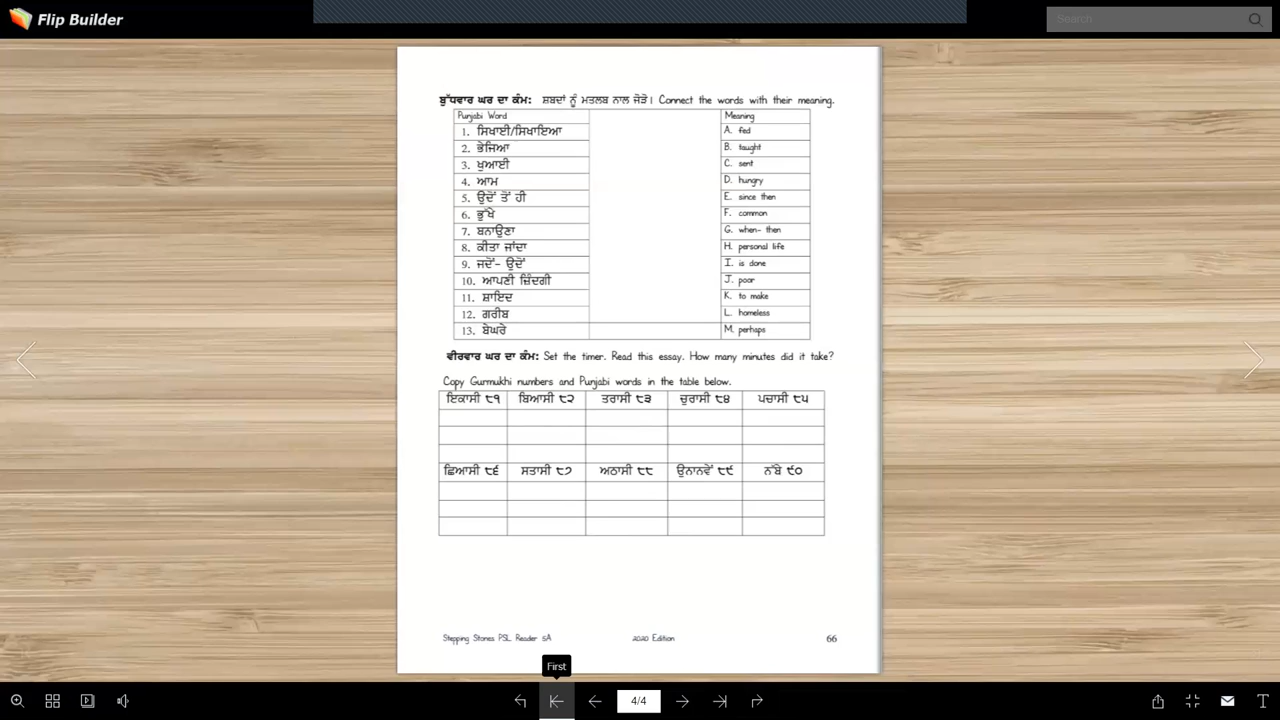 Flip Builder
Search
ਬੁੱਧਵਾਰ ਘਰ ਦਾ ਕੰਮ: ਸ਼ਬਦਾਂ ਨੂੰ ਮਤਲਬ ਨਾਲ ਜੋੜੋ। Connect the words with their meaning.
Punjabi Word Meaning
1. ਸਿਖਾਈ/ਸਿਖਾਇਆ A. fed
2. ਭੇਜਿਆ B. taught
3. ਖੁਆਈ C. sent
4. ਆਮ D. hungry
5. ਉਦੋਂ ਤੋਂ ਹੀ E. since then
6. ਭੁੱਖੇ F. common
7. ਬਨਾਉਣਾ G. when- then
8. ਕੀਤਾ ਜਾਂਦਾ H. personal life
9. ਜਦੋਂ- ਉਦੋਂ I. is done
10. ਆਪਣੀ ਜ਼ਿੰਦਗੀ J. poor
11. ਸ਼ਾਇਦ K. to make
12. ਗਰੀਬ L. homeless
13. ਬੇਘਰੇ M. perhaps
ਵੀਰਵਾਰ ਘਰ ਦਾ ਕੰਮ: Set the timer. Read this essay. How many minutes did it take?
Copy Gurmukhi numbers and Punjabi words in the table below.
ਇਕਾਸੀ ੮੧ ਬਿਆਸੀ ੮੨ ਤਰਾਸੀ ੮੩ ਚੁਰਾਸੀ ੮੪ ਪਚਾਸੀ ੮੫
ਛਿਆਸੀ ੮੬ ਸਤਾਸੀ ੮੭ ਅਠਾਸੀ ੮੮ ਉਨਾਨਵੇਂ ੮੯ ਨੱਬੇ ੯੦
Stepping Stones PSL Reader 5A 2020 Edition 66
First
4/4